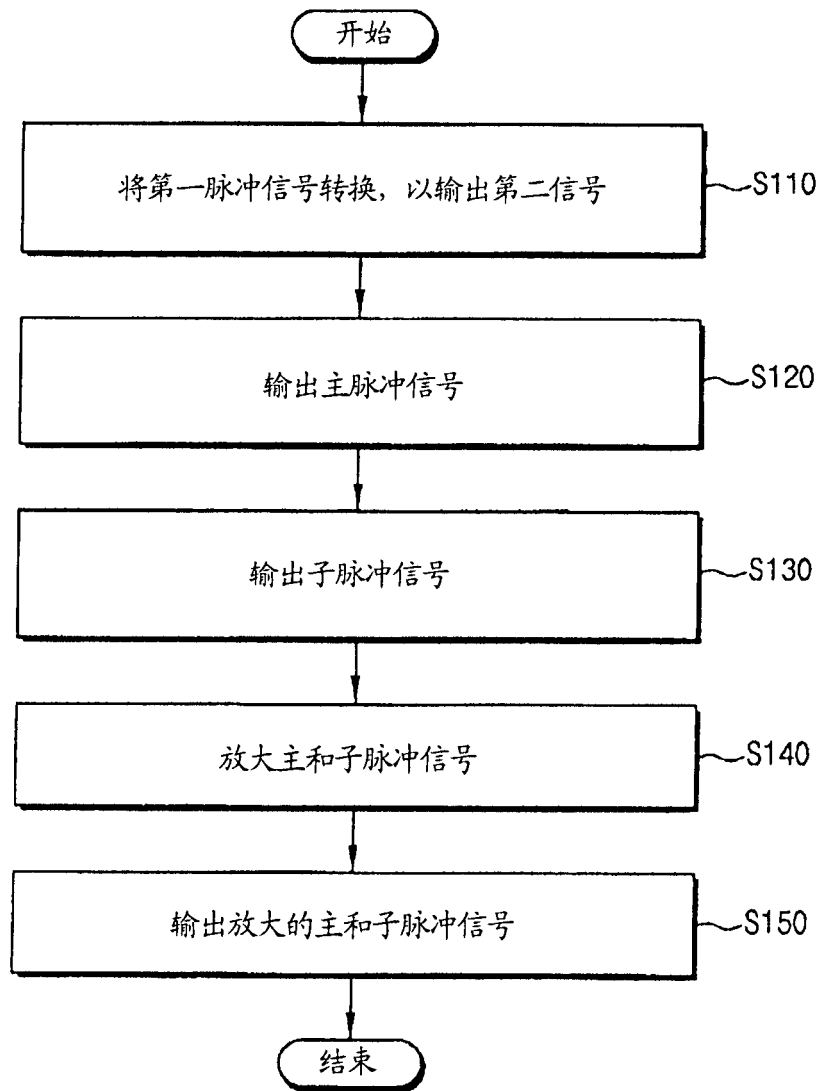 开始
将第一脉冲信号转换，以输出第二信号
S110
输出主脉冲信号
S120
输出子脉冲信号
S130
放大主和子脉冲信号
S140
输出放大的主和子脉冲信号
S150
结束